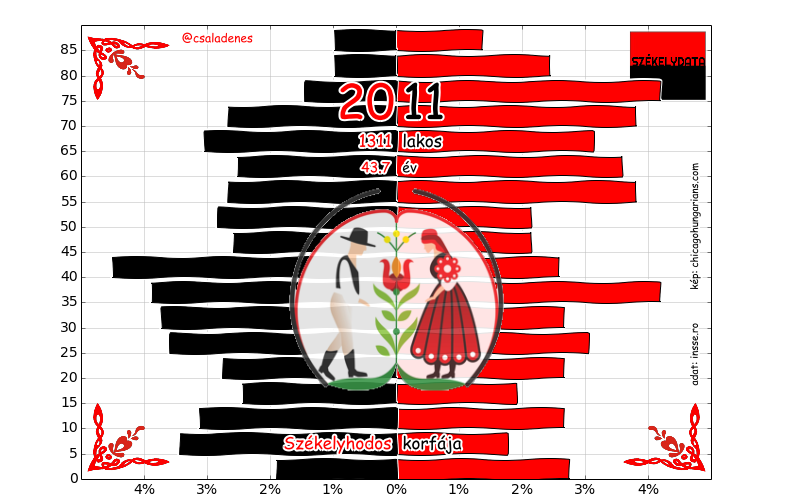 @csaladenes
SZÉKELYDATA
2011
1311 lakos
43.7 év
kép: chicagohungarians.com
adat: insse.ro
Székelyhodos korfája
85
80
75
70
65
60
55
50
45
40
35
30
25
20
15
10
5
0
4% 3% 2% 1% 0% 1% 2% 3% 4%